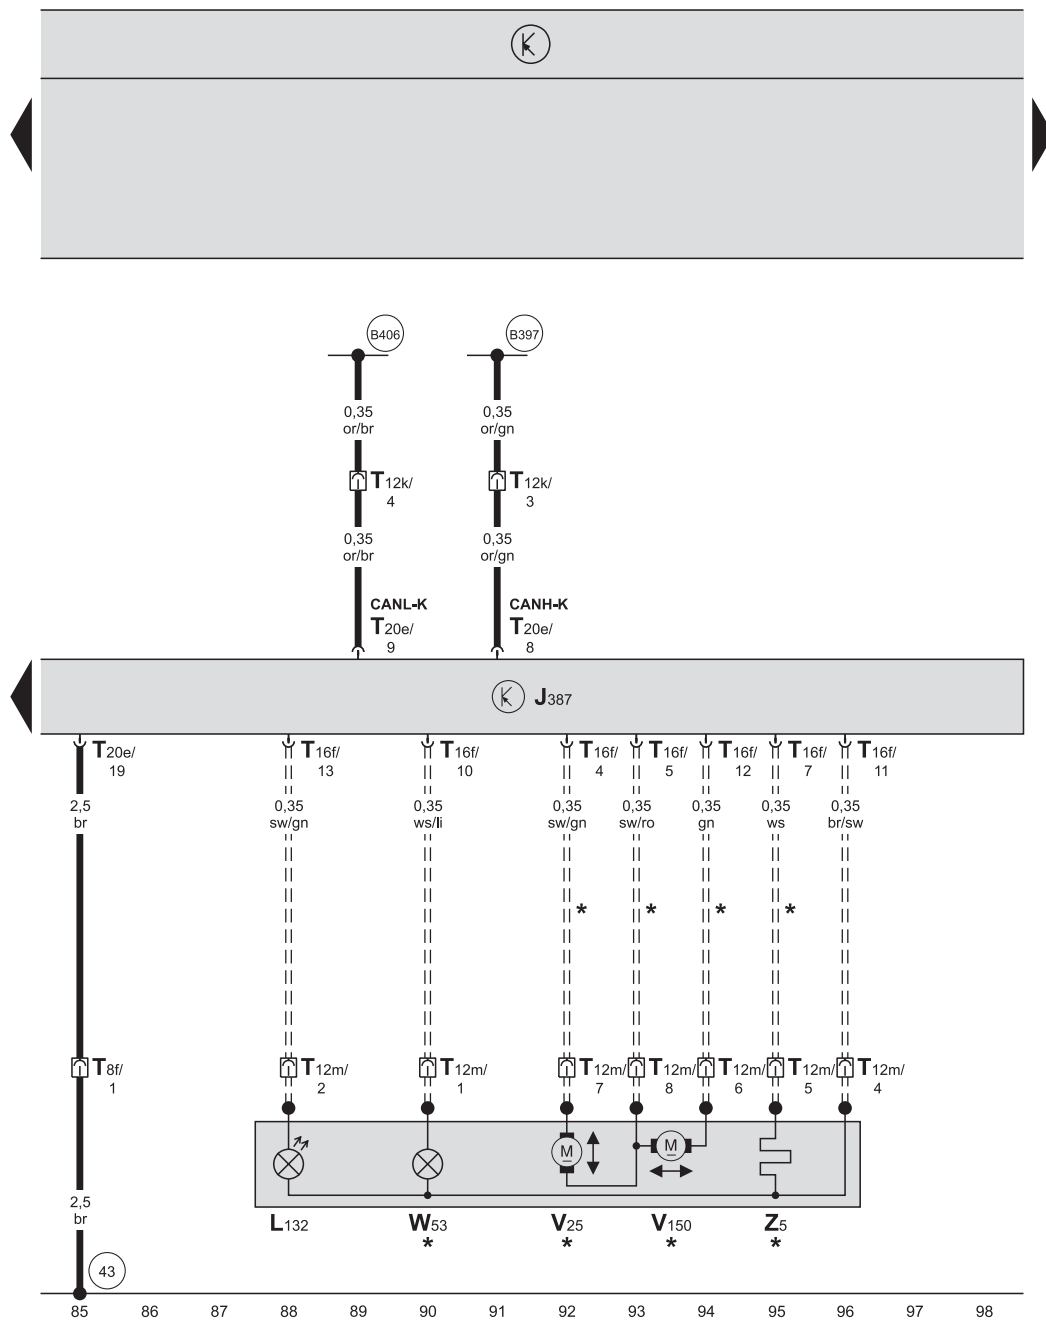 B406 B397
0,35 0,35
or/br or/gn
T12k/ T12k/
4 3
0,35 0,35
or/br or/gn
CANL-K CANH-K
T20e/ T20e/
9 8
J387
T20e/ T16f/ T16f/ T16f/ T16f/ T16f/ T16f/ T16f/
19 13 10 4 5 12 7 11
2,5 0,35 0,35 0,35 0,35 0,35 0,35 0,35
br sw/gn ws/li sw/gn sw/ro gn ws br/sw
* * * *
T8f/ T12m/ T12m/ T12m/ T12m/ T12m/ T12m/ T12m/
1 2 1 7 8 6 5 4
M M
2,5
br
L132 W53 V25 V150 Z5
* * * *
43
85 86 87 88 89 90 91 92 93 94 95 96 97 98